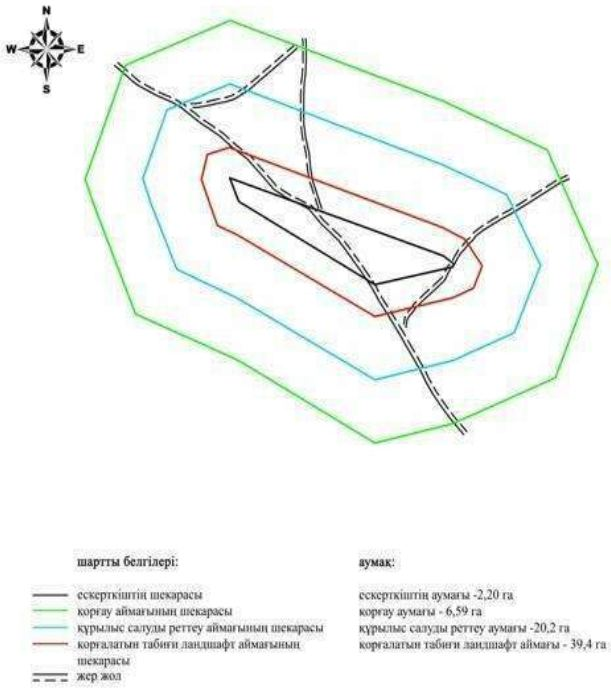 N
W E
S
шартты белгілері: аумақ:
ескерткіштің шекарасы ескерткіштің аумағы -2,20 га
қорғау аймағының шекарасы қорғау аумағы - 6,59 га
құрылыс салуды реттеу аймағының шекарасы құрылыс салуды реттеу аумағы -20,2 га
қорғалатын табиғи ландшафт аймағының қорғалатын табиғи ландшафт аймағы - 39,4 га
шекарасы
жер жол